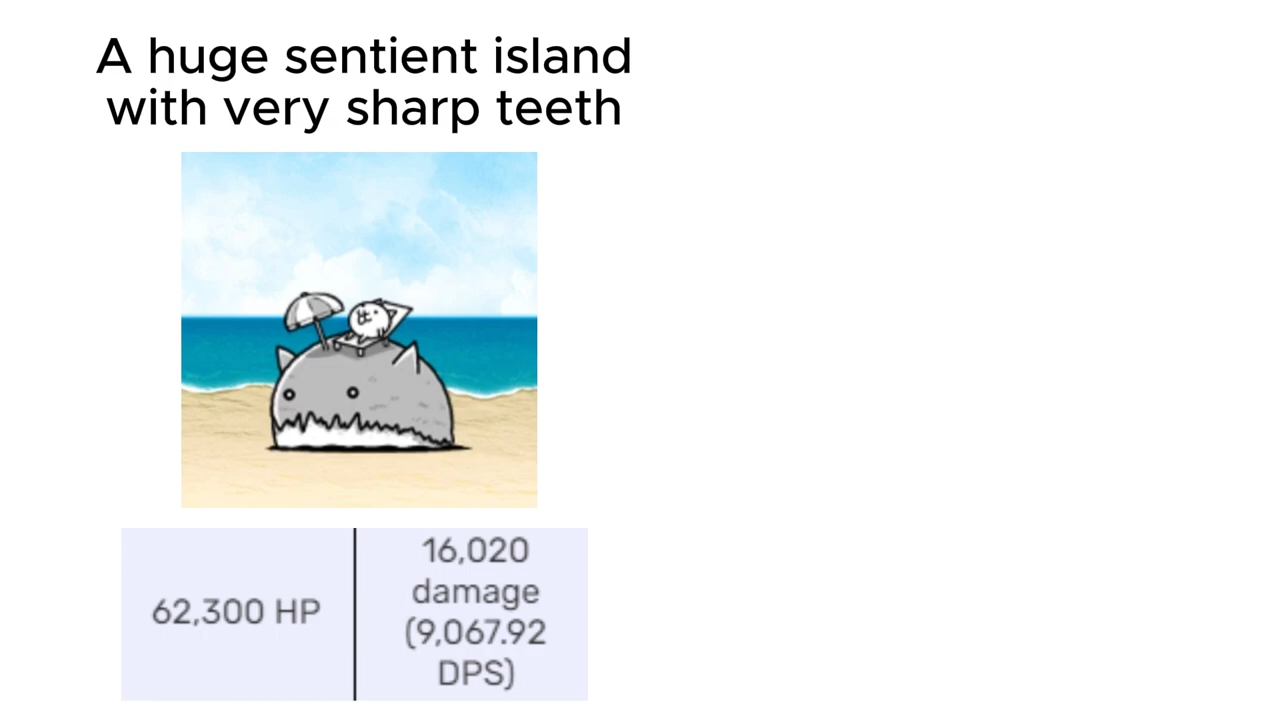 A huge sentient island
with very sharp teeth
62,300 HP
16,020
damage
(9,067.92
DPS)